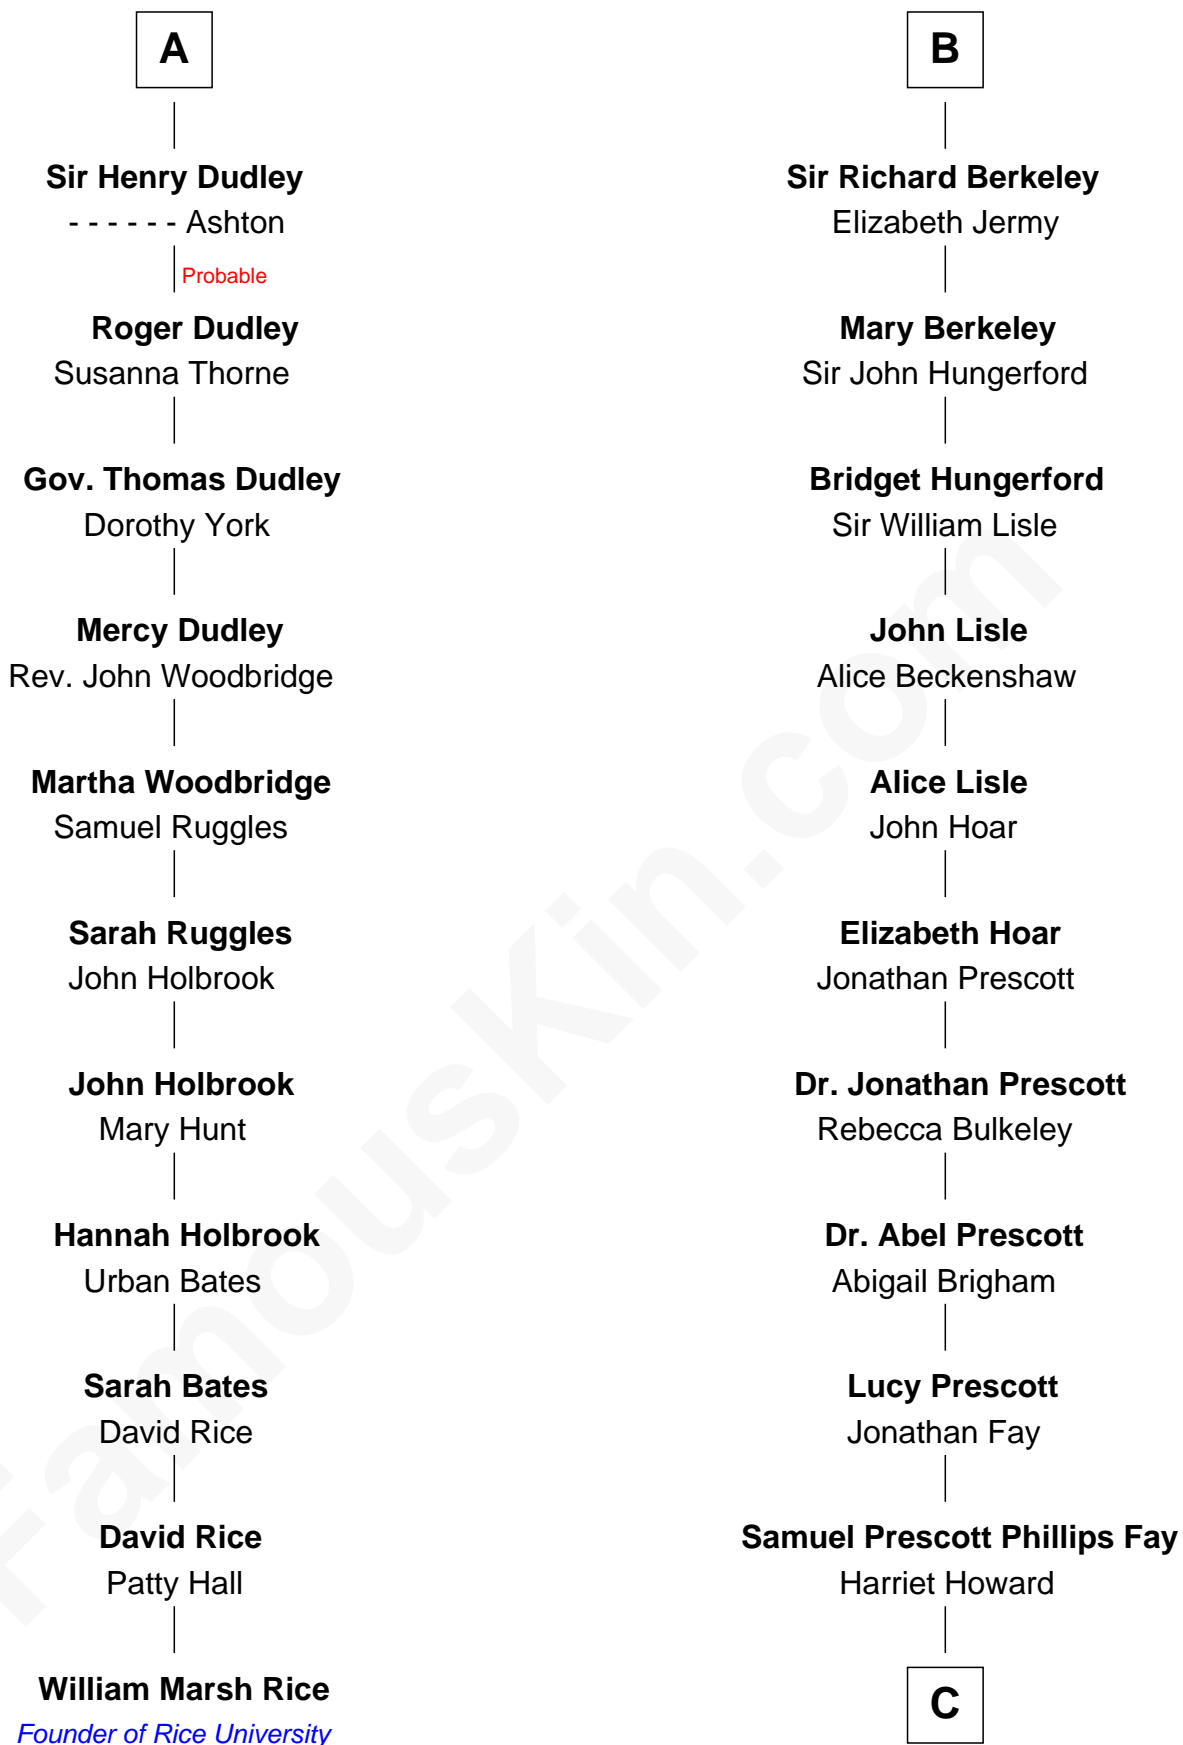 A
Sir Henry Dudley
- - - - - - Ashton
Probable
Roger Dudley
Susanna Thorne
Gov. Thomas Dudley
Dorothy York
Mercy Dudley
Rev. John Woodbridge
Martha Woodbridge
Samuel Ruggles
Sarah Ruggles
John Holbrook
John Holbrook
Mary Hunt
Hannah Holbrook
Urban Bates
Sarah Bates
David Rice
David Rice
Patty Hall
William Marsh Rice
Founder of Rice University
B
Sir Richard Berkeley
Elizabeth Jermy
Mary Berkeley
Sir John Hungerford
Bridget Hungerford
Sir William Lisle
John Lisle
Alice Beckenshaw
Alice Lisle
John Hoar
Elizabeth Hoar
Jonathan Prescott
Dr. Jonathan Prescott
Rebecca Bulkeley
Dr. Abel Prescott
Abigail Brigham
Lucy Prescott
Jonathan Fay
Samuel Prescott Phillips Fay
Harriet Howard
C
FamousKin.com